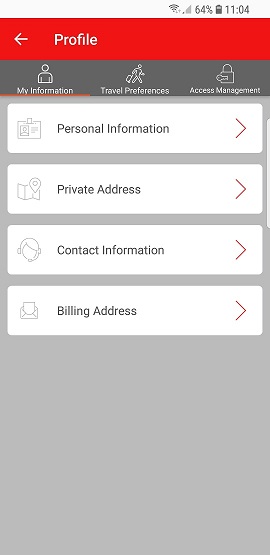 64% 11:04
Profile
My Information Travel Preferences Access Management
Personal Information
Private Address
Contact Information
Billing Address